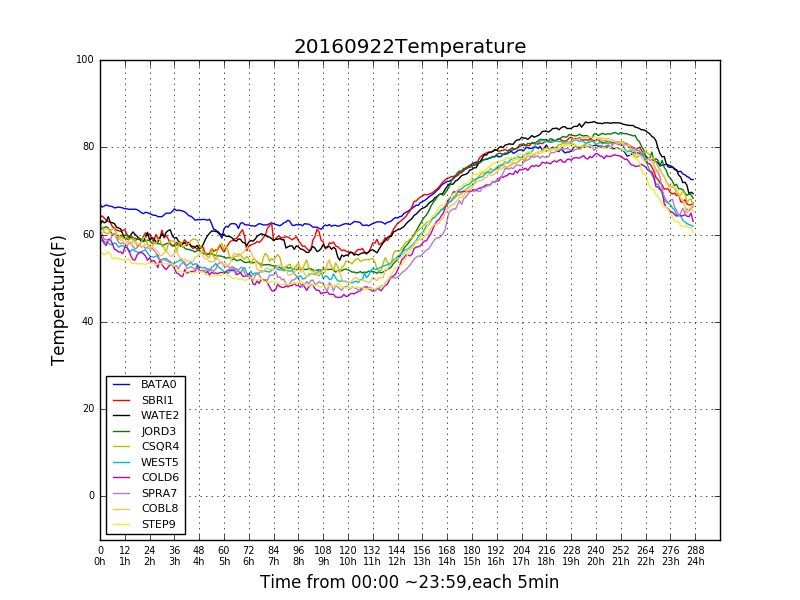 20160922Temperature
100
80
60
40
20
0
Temperature(F)
BATA0
SBRI1
WATE2
JORD3
CSQR4
WEST5
COLD6
SPRA7
COBL8
STEP9
0 12 24 36 48 60 72 84 96 108 120 132 144 156 168 180 192 204 216 228 240 252 264 276 288
0h 1h 2h 3h 4h 5h 6h 7h 8h 9h 10h 11h 12h 13h 14h 15h 16h 17h 18h 19h 20h 21h 22h 23h 24h
Time from 00:00 ~23:59,each 5min